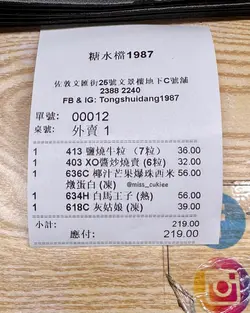 糖水檔1987
佐敦文匯街25號文景樓地下C號舖
2388 2240
FB & IG: Tongshuidang1987
單號: 00012
桌號: 外賣 1
1 413 鹽燒牛粒 (7粒) 36.00
1 403 XO醬炒燒賣 (6粒) 32.00
1 636C 椰汁芒果爆珠西米 56.00
燉蛋白 (凍) @miss_cuklee
1 634H 白馬王子 (熱) 56.00
1 618C 灰姑娘 (凍) 39.00
小計: 219.00
應付: 219.00